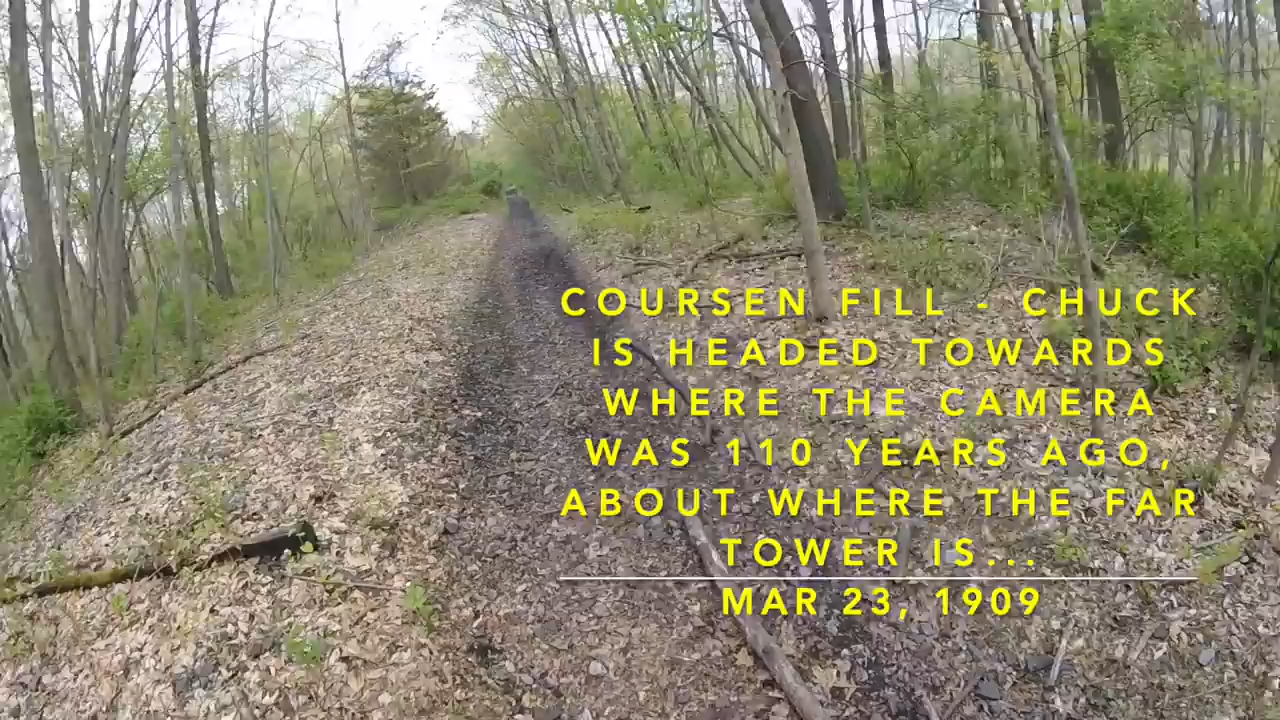 COURSEN FILL - CHUCK
IS HEADED TOWARDS
WHERE THE CAMERA
WAS 110 YEARS AGO,
ABOUT WHERE THE FAR
TOWER IS...
MAR 23, 1909